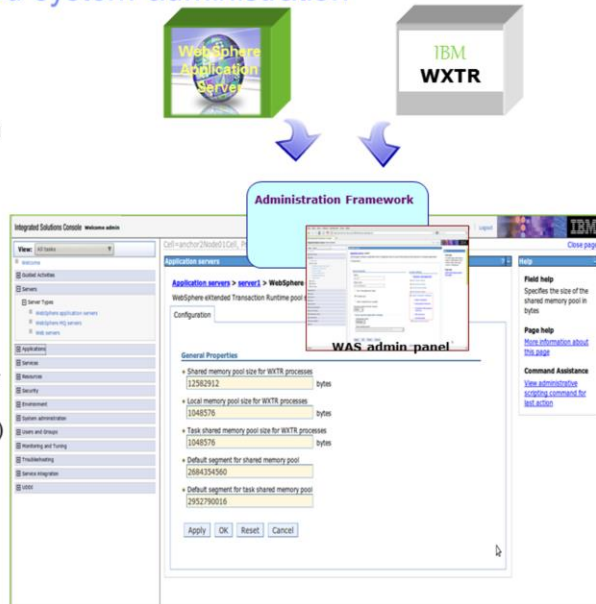 system administration
WebSphere
Application
Server
IBM
WXTR
Administration Framework
Integrated Solutions Console Welcome admin
Logout
IBM
View: All tasks
Cell=anchor2Node01Cell,
Close page
Welcome
Guided Activities
Servers
Server Types
WebSphere application servers
WebSphere MQ servers
Web servers
Applications
Services
Resources
Security
Environment
System administration
Users and Groups
Monitoring and Tuning
Troubleshooting
Service integration
UDDI
Application servers
Application servers > server1 > WebSphere
WebSphere eXtended Transaction Runtime pool
Configuration
WAS admin panel
General Properties
Shared memory pool size for WXTR processes
12582912 bytes
Local memory pool size for WXTR processes
1048576 bytes
Task shared memory pool size for WXTR processes
1048576 bytes
Default segment for shared memory pool
2684354560
Default segment for task shared memory pool
2952790016
Apply OK Reset Cancel
Help
Field help
Specifies the size of the
shared memory pool in
bytes
Page help
More information about
this page
Command Assistance
View administrative
scripting command for
last action